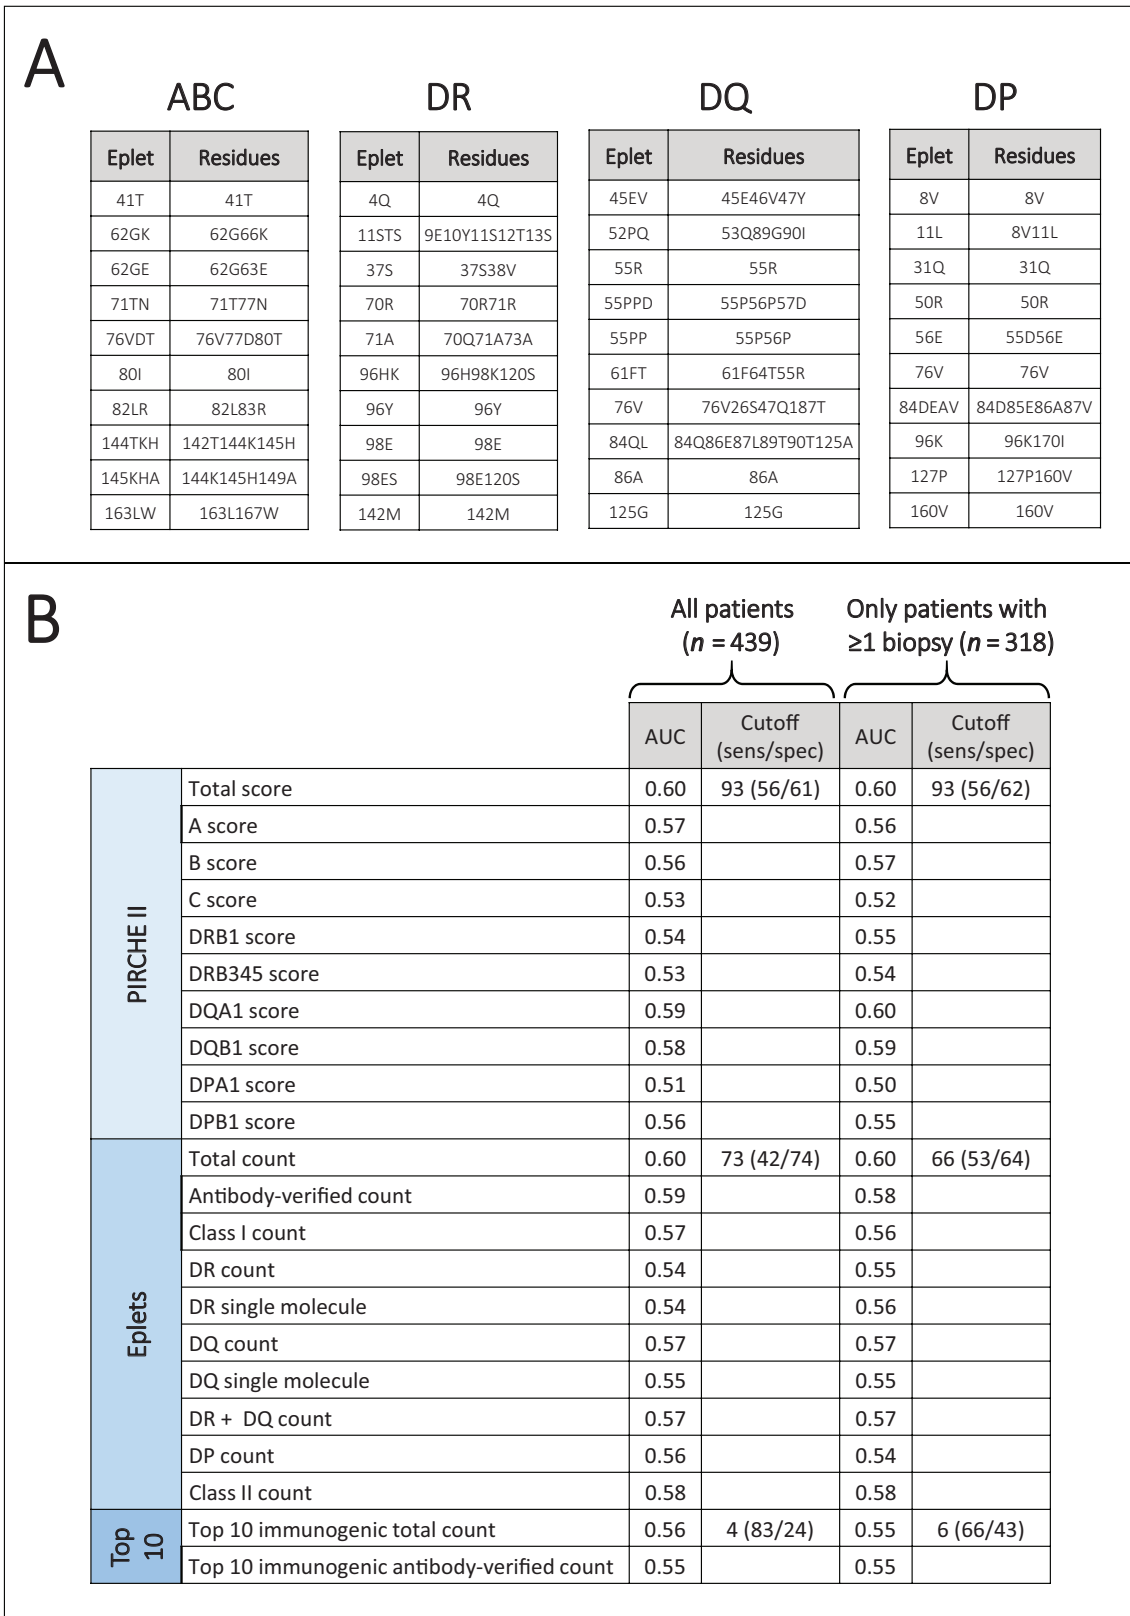 A
ABC
Eplet Residues
41T 41T
62GK 62G66K
62GE 62G63E
71TN 71T77N
76VDT 76V77D80T
80I 80I
82LR 82L83R
144TKH 142T144K145H
145KHA 144K145H149A
163LW 163L167W
DR
Eplet Residues
4Q 4Q
11STS 9E10Y11S12T13S
37S 37S38V
70R 70R71R
71A 70Q71A73A
96HK 96H98K120S
96Y 96Y
98E 98E
98ES 98E120S
142M 142M
DQ
Eplet Residues
45EV 45E46V47Y
52PQ 53Q89G90I
55R 55R
55PPD 55P56P57D
55PP 55P56P
61FT 61F64T55R
76V 76V26S47Q187T
84QL 84Q86E87L89T90T125A
86A 86A
125G 125G
DP
Eplet Residues
8V 8V
11L 8V11L
31Q 31Q
50R 50R
56E 55D56E
76V 76V
84DEAV 84D85E86A87V
96K 96K170I
127P 127P160V
160V 160V
B
All patients
(n = 439)
Only patients with
≥1 biopsy (n = 318)
AUC Cutoff (sens/spec) AUC Cutoff (sens/spec)
PIRCHE II
Total score 0.60 93 (56/61) 0.60 93 (56/62)
A score 0.57 0.56
B score 0.56 0.57
C score 0.53 0.52
DRB1 score 0.54 0.55
DRB345 score 0.53 0.54
DQA1 score 0.59 0.60
DQB1 score 0.58 0.59
DPA1 score 0.51 0.50
DPB1 score 0.56 0.55
Eplets
Total count 0.60 73 (42/74) 0.60 66 (53/64)
Antibody-verified count 0.59 0.58
Class I count 0.57 0.56
DR count 0.54 0.55
DR single molecule 0.54 0.56
DQ count 0.57 0.57
DQ single molecule 0.55 0.55
DR + DQ count 0.57 0.57
DP count 0.56 0.54
Class II count 0.58 0.58
Top
10
Top 10 immunogenic total count 0.56 4 (83/24) 0.55 6 (66/43)
Top 10 immunogenic antibody-verified count 0.55 0.55